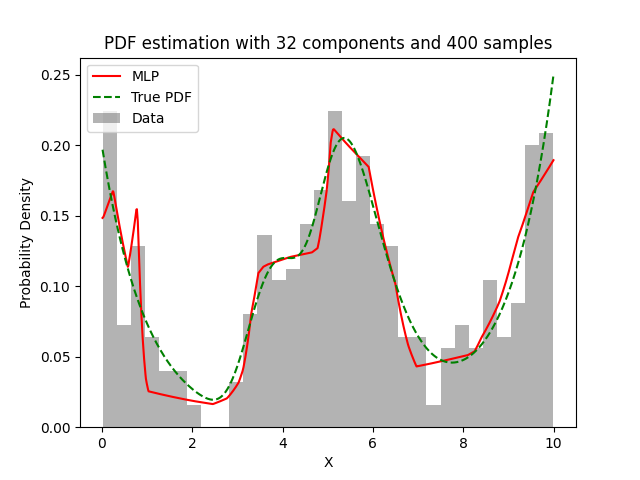 PDF estimation with 32 components and 400 samples
MLP
True PDF
Data
Probability Density
0.25
0.20
0.15
0.10
0.05
0.00
0 2 4 6 8 10
X